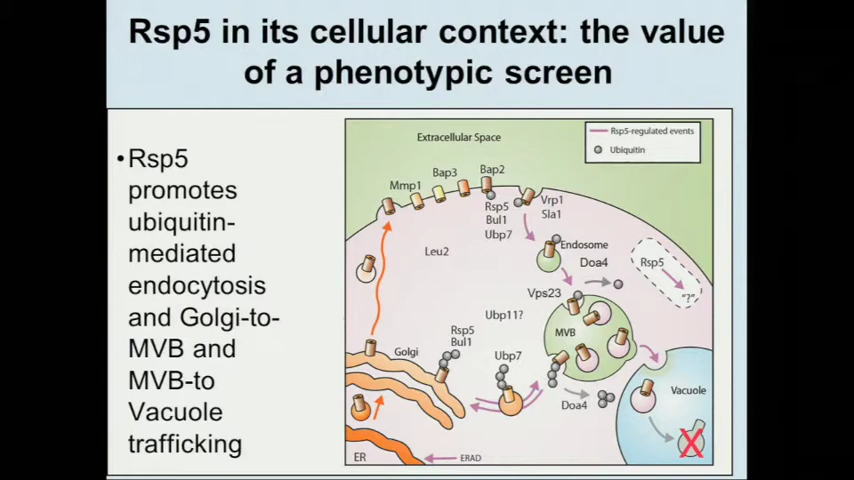 Rsp5 in its cellular context: the value
of a phenotypic screen
•Rsp5
promotes
ubiquitin-
mediated
endocytosis
and Golgi-to-
MVB and
MVB-to
Vacuole
trafficking
Extracellular Space
Rsp5-regulated events
Ubiquitin
Mmp1
Bap3
Bap2
Rsp5
Bul1
Ubp7
Vrp1
Sla1
Leu2
Endosome
Doa4
Rsp5
"?"
Vps23
Ubp11?
MVB
Rsp5
Bul1
Golgi
Ubp7
Doa4
Vacuole
X
ER
ERAD